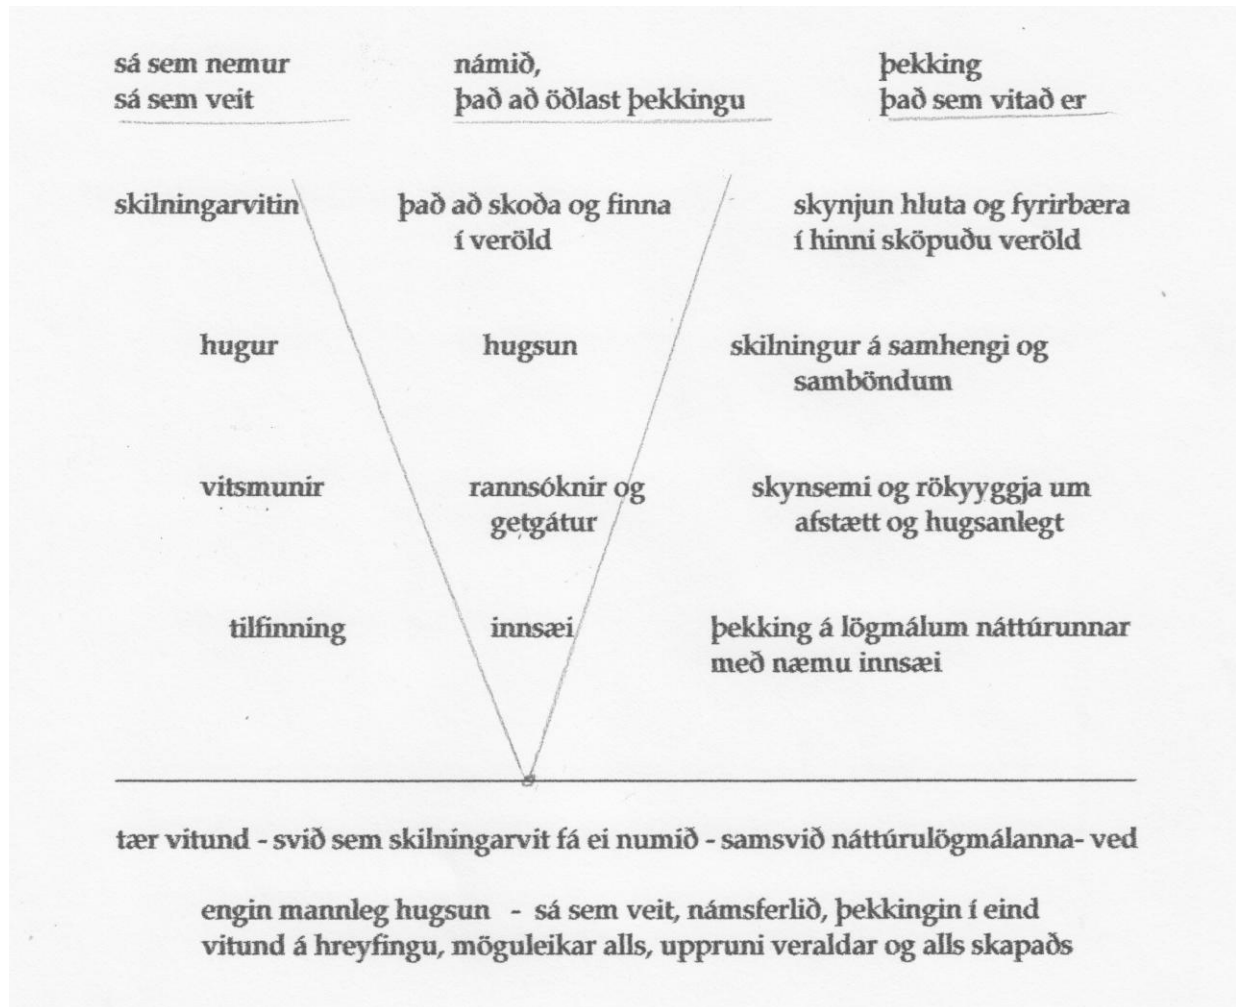 sá sem nemur námið, þekking
sá sem veit það að öðlast þekkingu það sem vitað er
skilningarvitin það að skoða og finna skynjun hluta og fyrirbæra
í veröld í hinni sköpuðu veröld
hugur hugsun skilningur á samhengi og
samböndum
vitsmunir rannsóknir og skynsemi og rökyyggja um
getgátur afstætt og hugsanlegt
tilfinning innsæi þekking á lögmálum náttúrunnar
með næmu innsæi
tær vitund - svið sem skilningarvit fá ei numið - samsvið náttúrulögmálanna- ved
engin mannleg hugsun - sá sem veit, námsferlið, þekkingin í eind
vitund á hreyfingu, möguleikar alls, uppruni veraldar og alls skapaðs